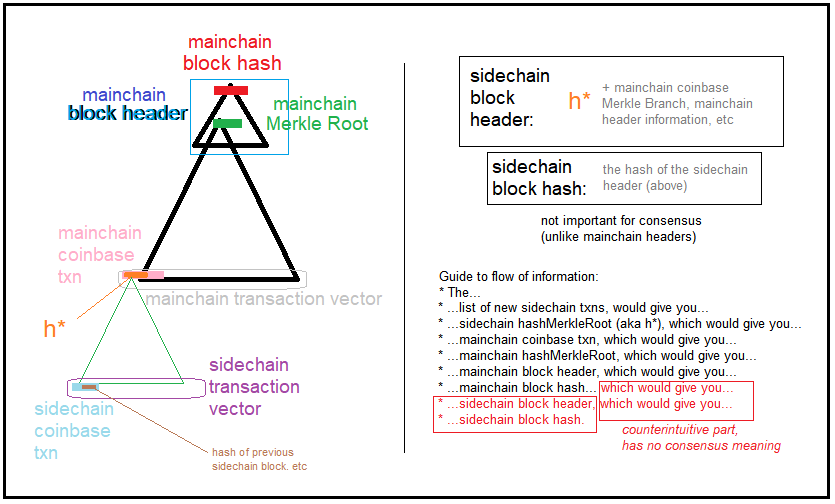 mainchain
block hash
mainchain
block header
mainchain
Merkle Root
mainchain
coinbase
txn
mainchain transaction vector
h*
sidechain
transaction
vector
sidechain
coinbase
txn
hash of previous
sidechain block. etc
sidechain
block
header:
h*
+ mainchain coinbase
Merkle Branch, mainchain
header information, etc
sidechain
block hash:
the hash of the sidechain
header (above)
not important for consensus
(unlike mainchain headers)
Guide to flow of information:
* The…
* …list of new sidechain txns, would give you…
* …sidechain hashMerkleRoot (aka h*), which would give you…
* …mainchain coinbase txn, which would give you…
* …mainchain hashMerkleRoot, which would give you…
* …mainchain block header, which would give you…
* …mainchain block hash… which would give you…
* …sidechain block header, which would give you…
* …sidechain block hash.
counterintuitive part,
has no consensus meaning